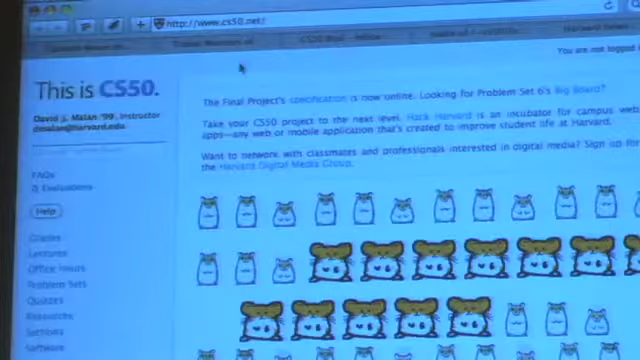 http://www.cs50.net/
You are not logged
This is CS50.
David J. Malan '99, Instructor
dmalan@harvard.edu
The Final Project's specification is now online. Looking for Problem Set 6's Big Board?
Take your CS50 project to the next level. Hack Harvard is an incubator for campus web
apps—any web or mobile application that's created to improve student life at Harvard.
Want to network with classmates and professionals interested in digital media? Sign up for
the Harvard Digital Media Group.
FAQs
Q Evaluations
Help
Grades
Lectures
Office Hours
Problem Sets
Quizzes
Resources
Sections
Software